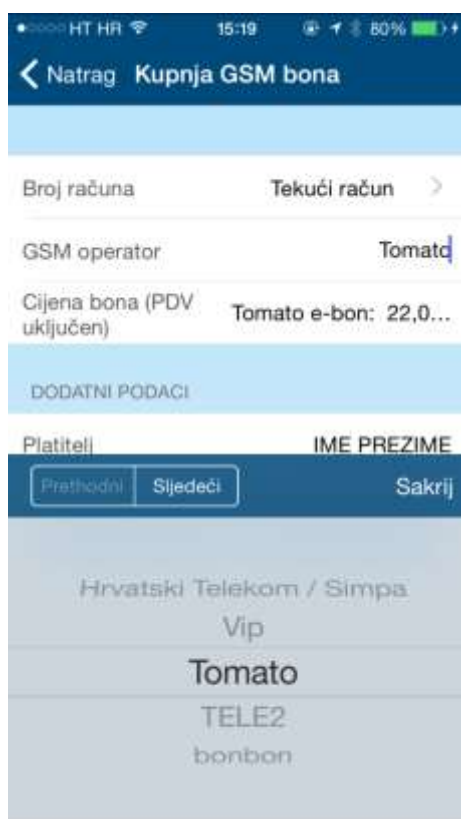 HT HR 15:19 80%
Natrag Kupnja GSM bona
Broj računa Tekući račun
GSM operator Tomato
Cijena bona (PDV uključen) Tomato e-bon: 22,0...
DODATNI PODACI
Platitelj IME PREZIME
Prethodni Sljedeći Sakrij
Hrvatski Telekom / Simpa
Vip
Tomato
TELE2
bonbon